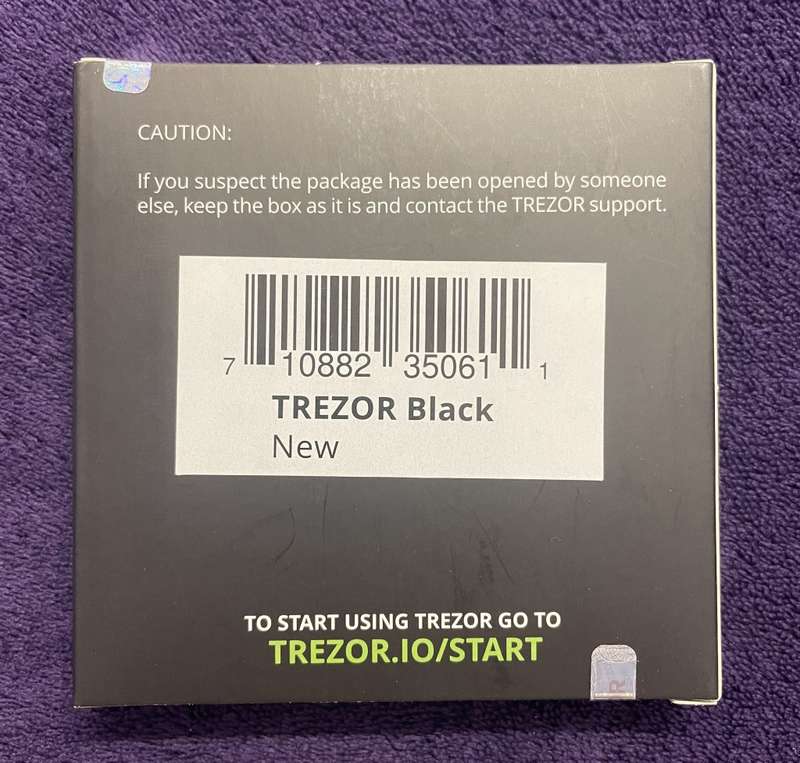 CAUTION:
If you suspect the package has been opened by someone
else, keep the box as it is and contact the TREZOR support.
7 10882 35061 1
TREZOR Black
New
TO START USING TREZOR GO TO
TREZOR.IO/START
R